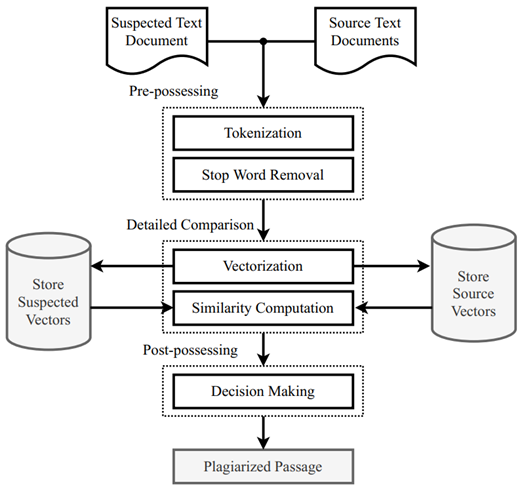 Suspected Text
Document
Source Text
Documents
Pre-possessing
Tokenization
Stop Word Removal
Detailed Comparison
Store
Suspected
Vectors
Vectorization
Similarity Computation
Store
Source
Vectors
Post-possessing
Decision Making
Plagiarized Passage